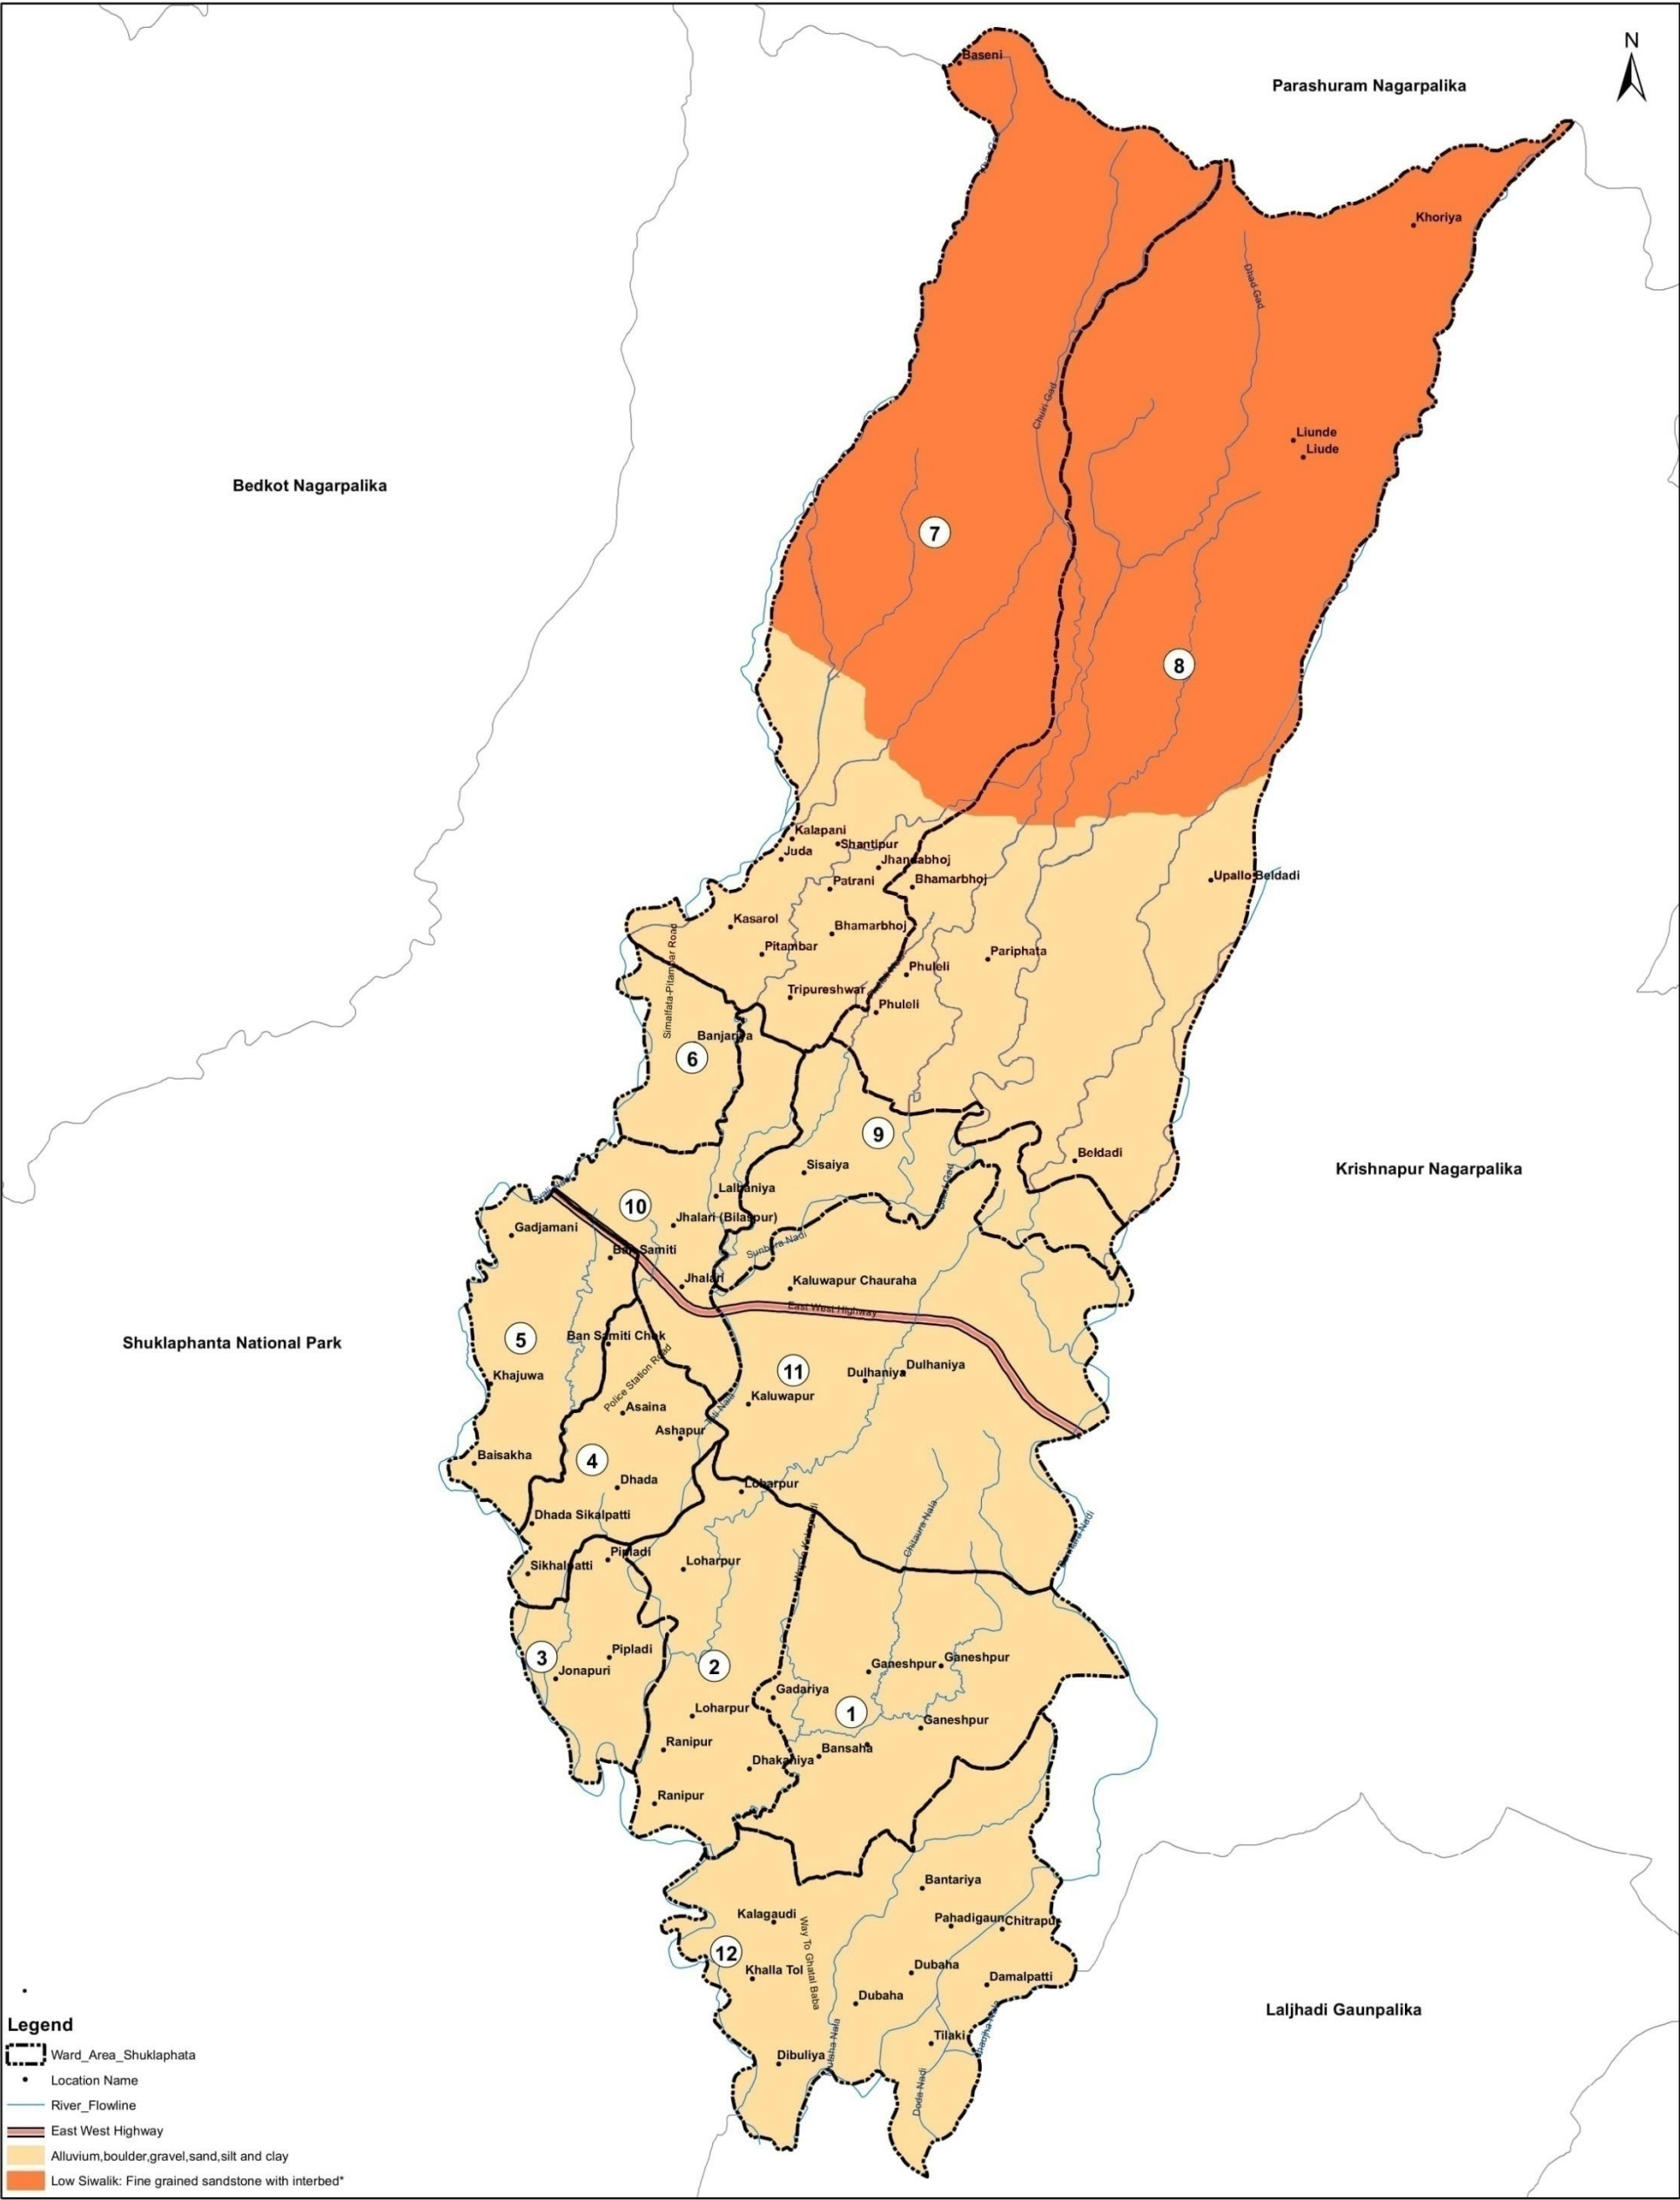 N
Baseni
Parashuram Nagarpalika
Khoriya
Dhad Gad
Chuiri Gad
Liunde
Liude
Bedkot Nagarpalika
7
8
Kalapani
Shantipur
Juda
Jhandabhoj
Patrani
Bhamarbhoj
Upallo Beldadi
Kasarol
Bhamarbhoj
Pitambar
Pariphata
Phuleli
Tripureshwar
Phuleli
Simalfata-Pitambar Road
Banjariya
6
9
Beldadi
Sisaiya
Krishnapur Nagarpalika
Lalbaniya
10
Jhalari (Bilaspur)
Gadjamani
Sunbora Nadi
Ban Samiti
Jhalari
Kaluwapur Chauraha
East West Highway
5
Ban Samiti Chok
Shuklaphanta National Park
Police Station Road
11
Dulhaniya
Dulhaniya
Khajuwa
Kaluwapur
Asaina
Ashapur
Baisakha
4
Dhada
Loharpur
Dhada Sikalpatti
Chitaura Nala
Pipladi
Sikhalpatti
Loharpur
3
Pipladi
Jonapuri
2
Ganeshpur
Ganeshpur
Gadariya
Loharpur
1
Ganeshpur
Ranipur
Bansaha
Dhakaniya
Ranipur
Bantariya
Kalagaudi
Pahadigaun
Chitrapur
Way To Ghatal Baba
12
Khalla Tol
Dubaha
Damalpatti
Dubaha
Laljhadi Gaunpalika
Tilaki
Dibuliya
Doda Nadi
Legend
Ward_Area_Shuklaphata
Location Name
River_Flowline
East West Highway
Alluvium,boulder,gravel,sand,silt and clay
Low Siwalik: Fine grained sandstone with interbed*